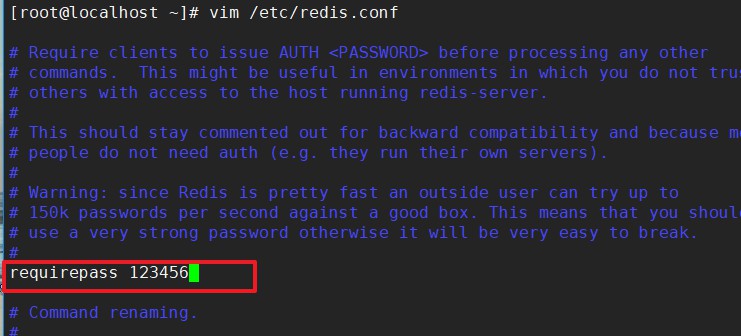 [root@localhost ~]# vim /etc/redis.conf
# Require clients to issue AUTH <PASSWORD> before processing any other
# commands.  This might be useful in environments in which you do not trus
# others with access to the host running redis-server.
#
# This should stay commented out for backward compatibility and because mo
# people do not need auth (e.g. they run their own servers).
#
# Warning: since Redis is pretty fast an outside user can try up to
# 150k passwords per second against a good box. This means that you shoul
# use a very strong password otherwise it will be very easy to break.
#
requirepass 123456
# Command renaming.
#